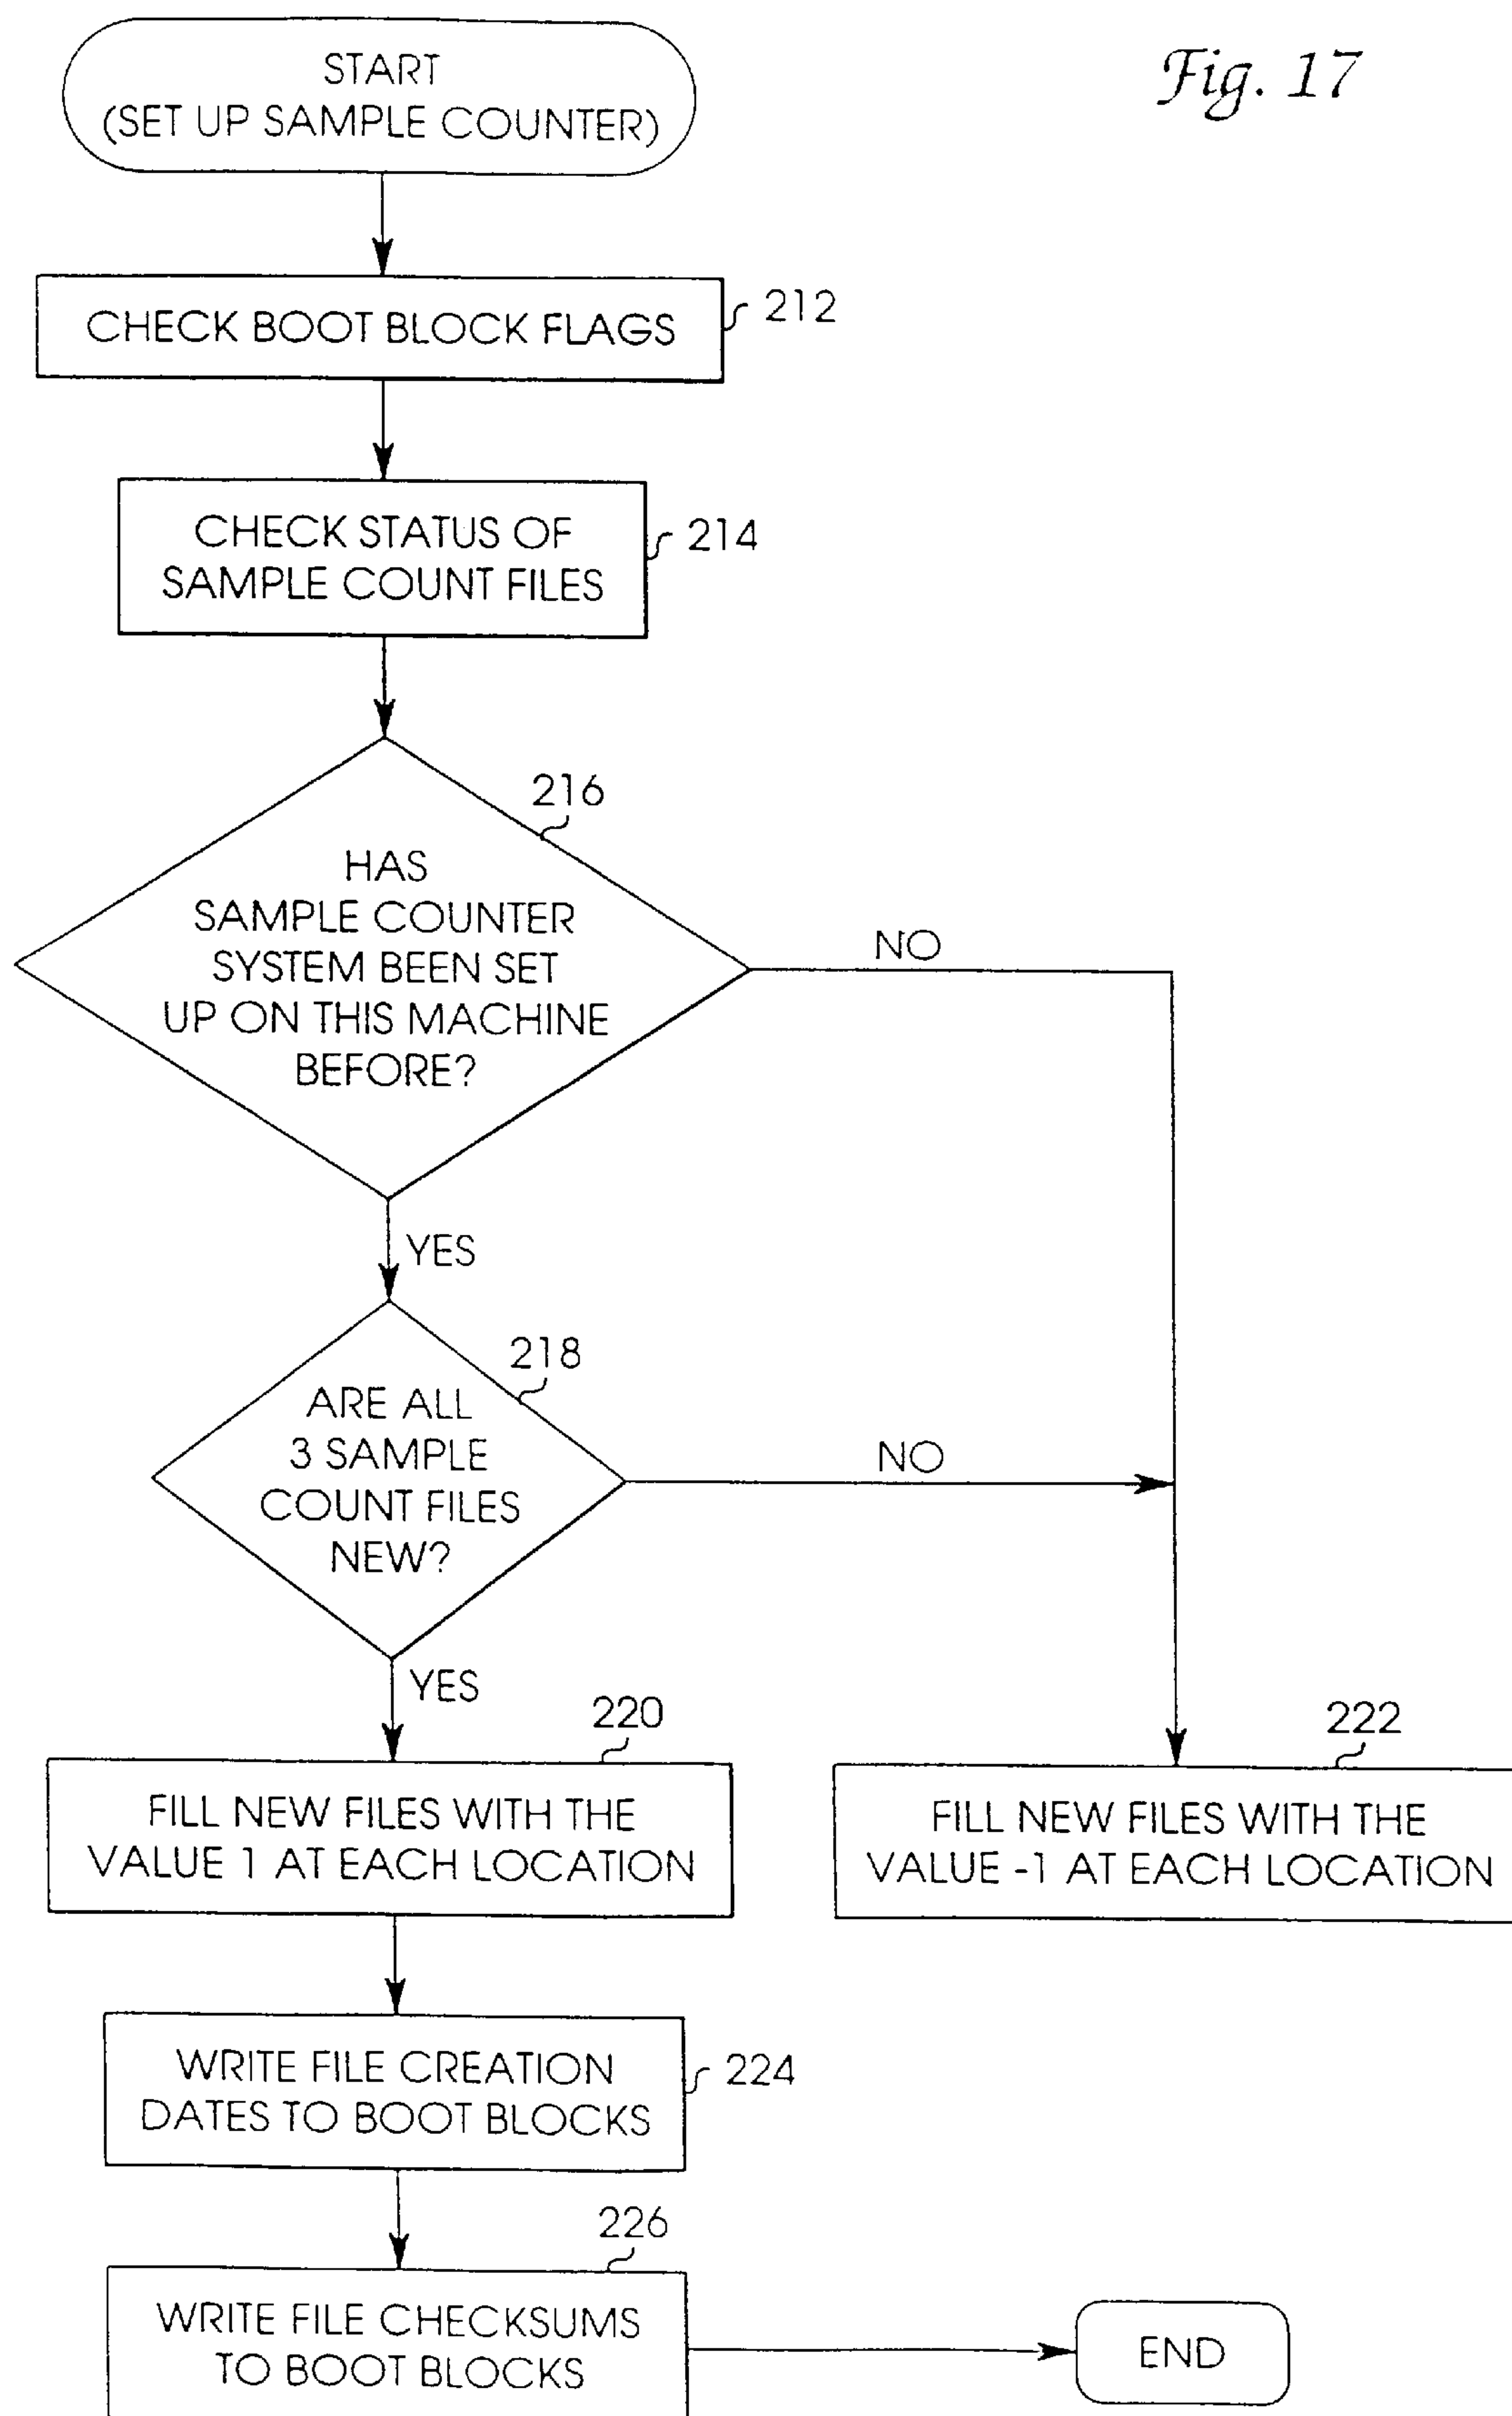 Fig. 17
START
(SET UP SAMPLE COUNTER)
CHECK BOOT BLOCK FLAGS
212
CHECK STATUS OF
SAMPLE COUNT FILES
214
216
HAS
SAMPLE COUNTER
SYSTEM BEEN SET
UP ON THIS MACHINE
BEFORE?
NO
YES
218
ARE ALL
3 SAMPLE
COUNT FILES
NEW?
NO
YES
220
FILL NEW FILES WITH THE
VALUE 1 AT EACH LOCATION
222
FILL NEW FILES WITH THE
VALUE -1 AT EACH LOCATION
WRITE FILE CREATION
DATES TO BOOT BLOCKS
224
226
WRITE FILE CHECKSUMS
TO BOOT BLOCKS
END